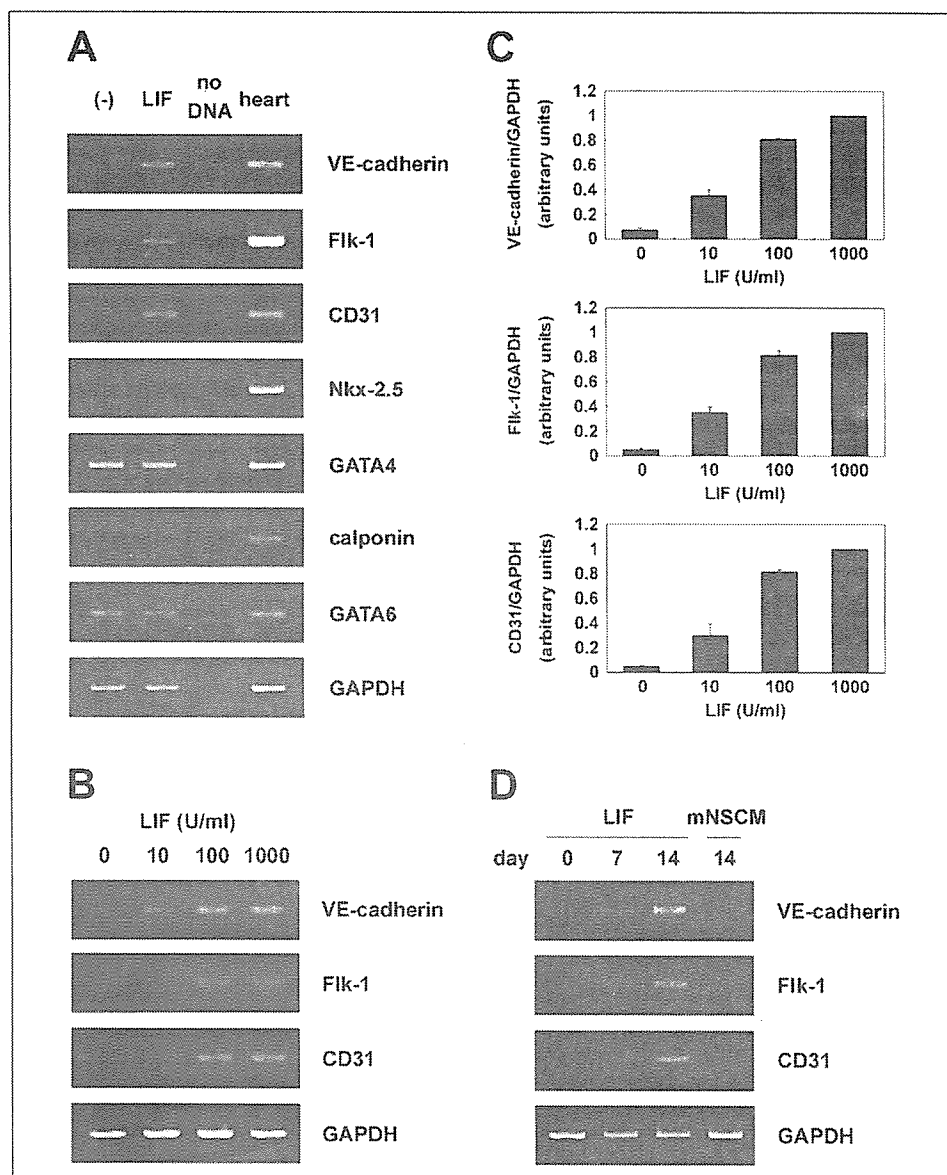 A
(-) LIF no DNA heart
VE-cadherin
Flk-1
CD31
Nkx-2.5
GATA4
calponin
GATA6
GAPDH
B
LIF (U/ml)
0 10 100 1000
VE-cadherin
Flk-1
CD31
GAPDH
C
VE-cadherin/GAPDH
(arbitrary units)
1.2
1
0.8
0.6
0.4
0.2
0
0 10 100 1000
LIF (U/ml)
Flk-1/GAPDH
(arbitrary units)
1.2
1
0.8
0.6
0.4
0.2
0
0 10 100 1000
LIF (U/ml)
CD31/GAPDH
(arbitrary units)
1.2
1
0.8
0.6
0.4
0.2
0
0 10 100 1000
LIF (U/ml)
D
LIF mNSCM
day 0 7 14 14
VE-cadherin
Flk-1
CD31
GAPDH